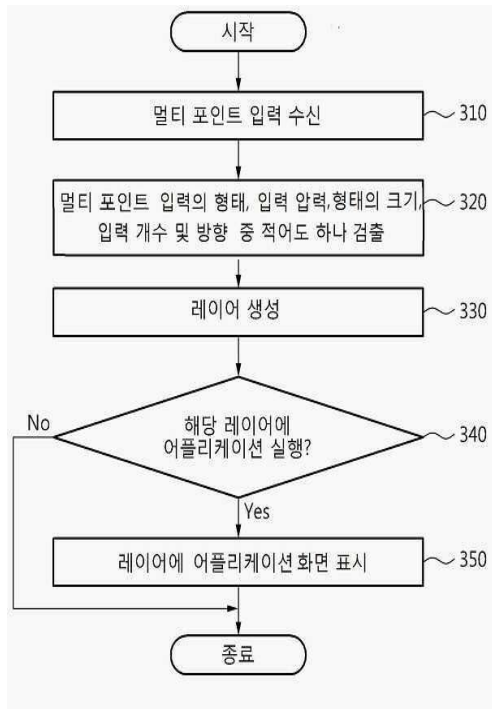 시작
멀티 포인트 입력 수신
310
멀티 포인트 입력의 형태, 입력 압력,형태의 크기,
입력 개수 및 방향 중 적어도 하나 검출
320
레이어 생성
330
해당 레이어에
어플리케이션 실행?
340
No
Yes
레이어에 어플리케이션 화면 표시
350
종료